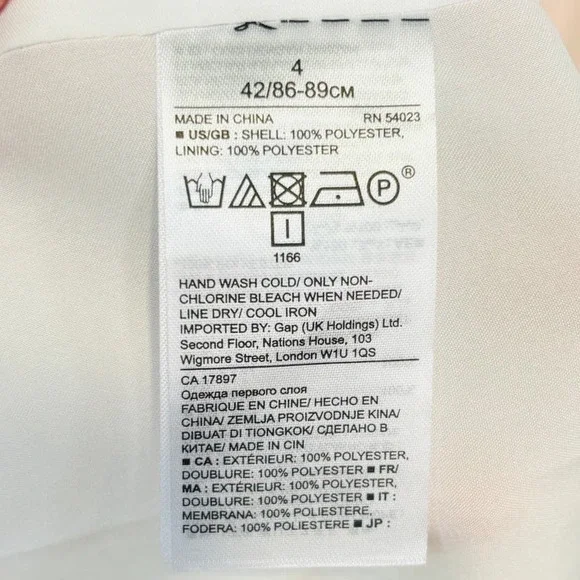 4
42/86-89см
MADE IN CHINA RN 54023
■ US/GB : SHELL: 100% POLYESTER,
LINING: 100% POLYESTER
P®
I
1166
HAND WASH COLD/ ONLY NON-
CHLORINE BLEACH WHEN NEEDED/
LINE DRY/ COOL IRON
IMPORTED BY: Gap (UK Holdings) Ltd.
Second Floor, Nations House, 103
Wigmore Street, London W1U 1QS
CA 17897
Одежда первого слоя
FABRIQUE EN CHINE/ HECHO EN
CHINA/ ZEMLJA PROIZVODNJE KINA/
DIBUAT DI TIONGKOK/ СДЕЛАНО В
КИТАЕ/ MADE IN CIN
■ CA : EXTÉRIEUR: 100% POLYESTER,
DOUBLURE: 100% POLYESTER ■ FR/
MA : EXTÉRIEUR: 100% POLYESTER,
DOUBLURE: 100% POLYESTER ■ IT :
MEMBRANA: 100% POLIESTERE,
FODERA: 100% POLIESTERE ■ JP :